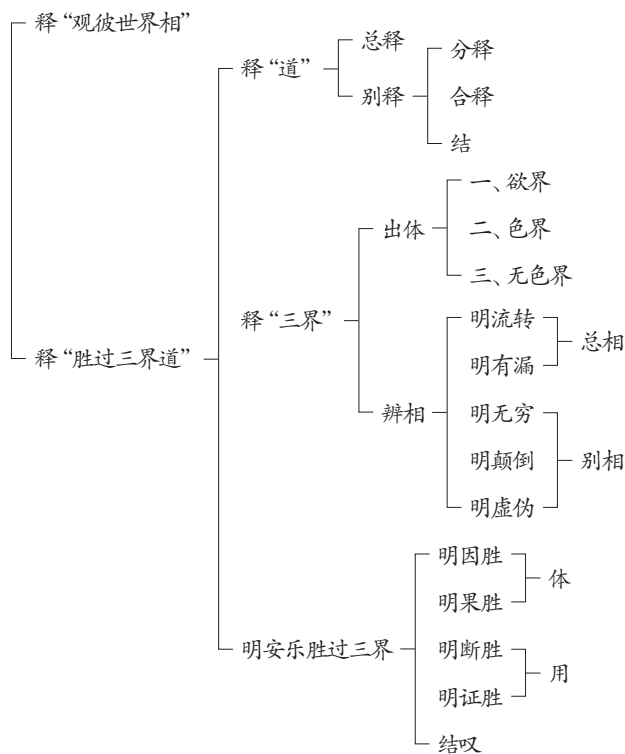 释“观彼世界相”
总释
分释
释“道”
别释
合释
结
一、欲界
出体
二、色界
三、无色界
释“三界”
明流转
总相
释“胜过三界道”
明有漏
辨相
明无穷
明颠倒
别相
明虚伪
明因胜
体
明果胜
明安乐胜过三界
明断胜
用
明证胜
结叹